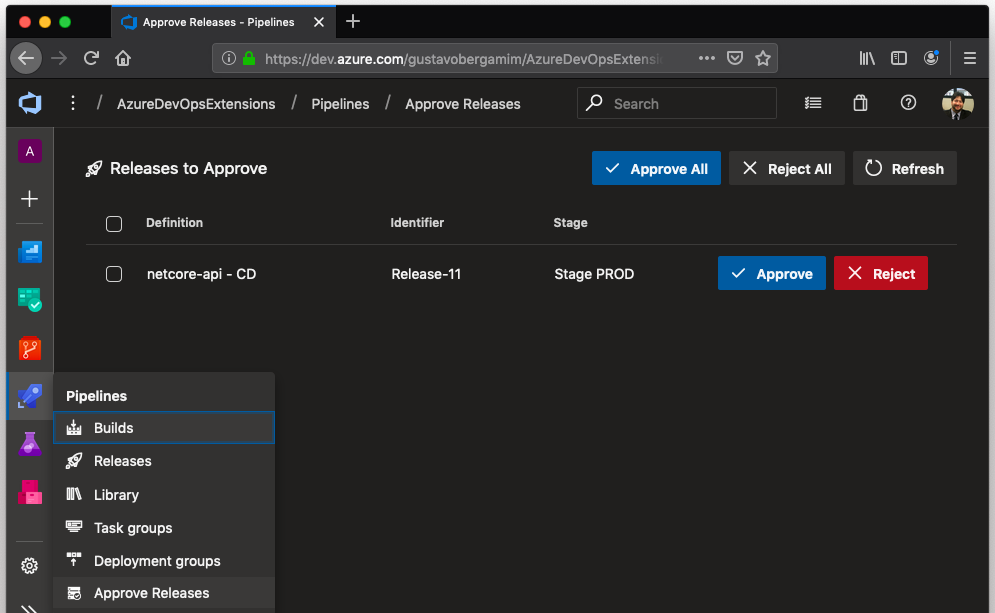 Approve Releases - Pipelines
https://dev.azure.com/gustavobergamim/AzureDevOpsExtensi
/ AzureDevOpsExtensions / Pipelines / Approve Releases
Search
A
Releases to Approve
Approve All
Reject All
Refresh
Definition Identifier Stage
netcore-api - CD Release-11 Stage PROD Approve Reject
Pipelines
Builds
Releases
Library
Task groups
Deployment groups
Approve Releases